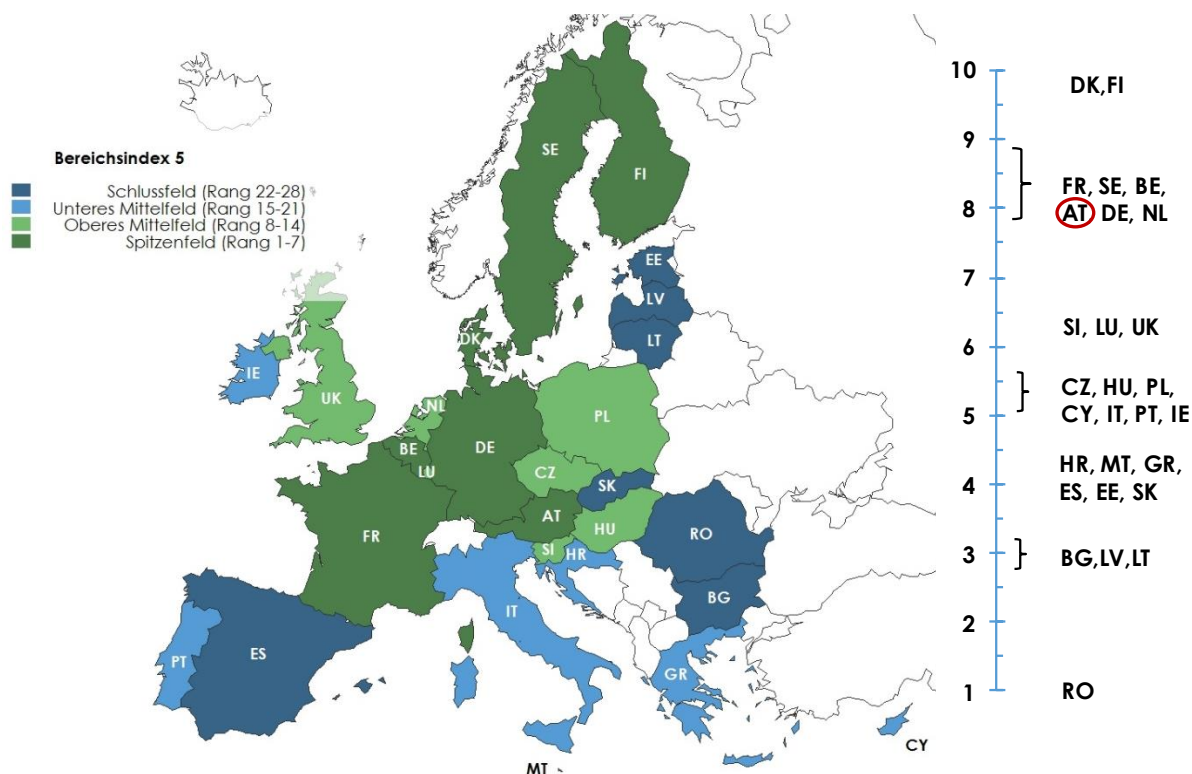 Bereichsindex 5
Schlussfeld (Rang 22-28)
Unteres Mittelfeld (Rang 15-21)
Oberes Mittelfeld (Rang 8-14)
Spitzenfeld (Rang 1-7)
SE
FI
EE
LV
LT
DK
IE
UK
NL
PL
BE
DE
LU
CZ
SK
AT
FR
HU
RO
SI
HR
BG
IT
PT
ES
GR
CY
MT
10
DK,FI
9
FR, SE, BE,
8
AT DE, NL
7
SI, LU, UK
6
CZ, HU, PL,
5
CY, IT, PT, IE
HR, MT, GR,
4
ES, EE, SK
3
BG,LV,LT
2
1
RO